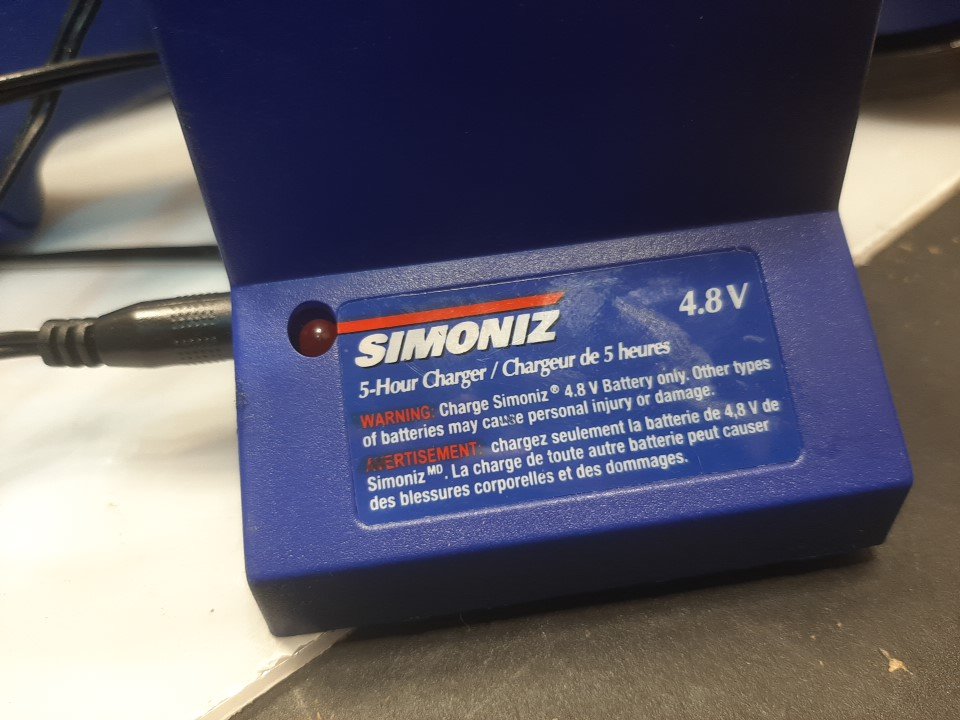 4.8 V
SIMONIZ
5-Hour Charger / Chargeur de 5 heures
WARNING: Charge Simoniz® 4.8 V Battery only. Other types
of batteries may cause personal injury or damage.
AVERTISEMENT: chargez seulement la batterie de 4,8 V de
Simoniz MD. La charge de toute autre batterie peut causer
des blessures corporelles et des dommages.